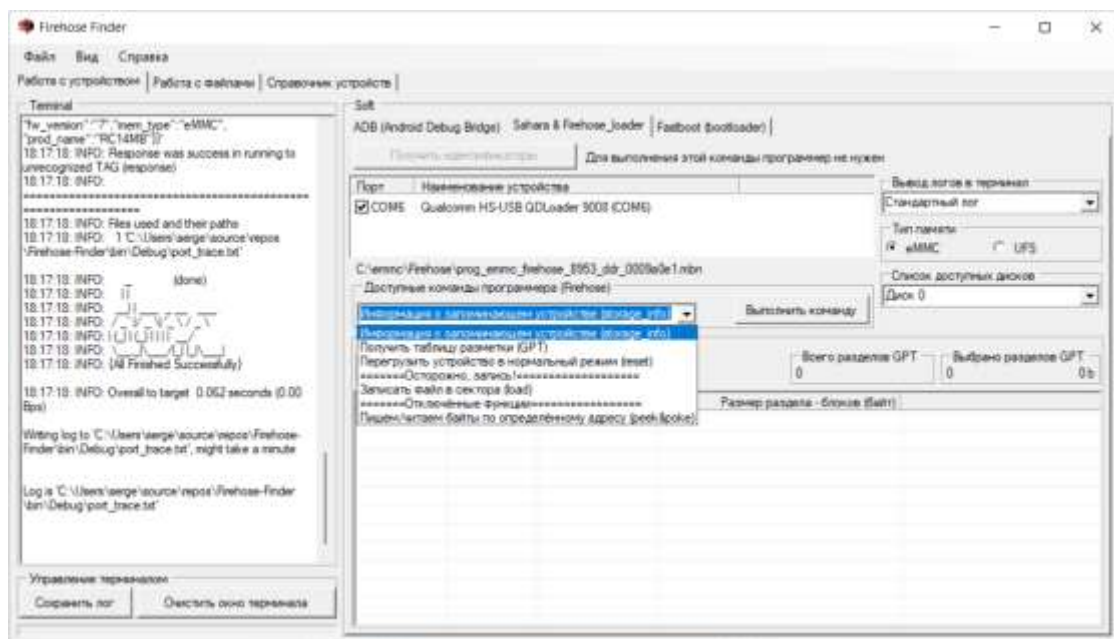 Firehose Finder
Файл Вид Справка
Работа с устройством Работа с файлами Справочник устройств
Terminal
"fw_version":"7","mem_type":"eMMC",
"prod_name":"RC14MB"}}'
18:17:18: INFO: Response was success in running to
unrecognized TAG (response)
18:17:18: INFO:
18:17:18: INFO: Files used and their paths
18:17:18: INFO: 1 'C:\Users\serge\source\repos
\Firehose-Finder\bin\Debug\port_trace.txt'
18:17:18: INFO: _ (done)
18:17:18: INFO:
18:17:18: INFO:
18:17:18: INFO:
18:17:18: INFO:
18:17:18: INFO:
18:17:18: INFO: {All Finished Successfully}
18:17:18: INFO: Overall to target 0.062 seconds (0.00
Bps)
Writing log to 'C:\Users\serge\source\repos\Firehose-
Finder\bin\Debug\port_trace.txt', might take a minute
Log is 'C:\Users\serge\source\repos\Firehose-Finder
\bin\Debug\port_trace.txt'
Управление терминалом
Сохранить лог Очистить окно терминала
Soft
ADB (Android Debug Bridge) Sahara & Firehose_loader Fastboot (bootloader)
Получить идентификаторы Для выполнения этой команды программер не нужен
Порт Наименование устройства
COM6 Qualcomm HS-USB QDLoader 9008 (COM6)
Вывод логов в терминал
Стандартный лог
Тип памяти
eMMC UFS
Список доступных дисков
Диск 0
C:\emmc\Firehose\prog_emmc_firehose_8953_ddr_0009a0e1.mbn
Доступные команды программера (Firehose)
Информация о запоминающем устройстве (storage_info) Выполнить команду
Информация о запоминающем устройстве (storage_info)
Получить таблицу разметки (GPT)
Перегрузить устройство в нормальный режим (reset)
=======Осторожно, запись!===================
Записать файл в сектора (load)
=======Отключённые функции=================
Пишем/читаем байты по определённому адресу (peek&poke)
Всего разделов GPT Выбрано разделов GPT
0 0 0 b
Размер раздела - блоков (байт)